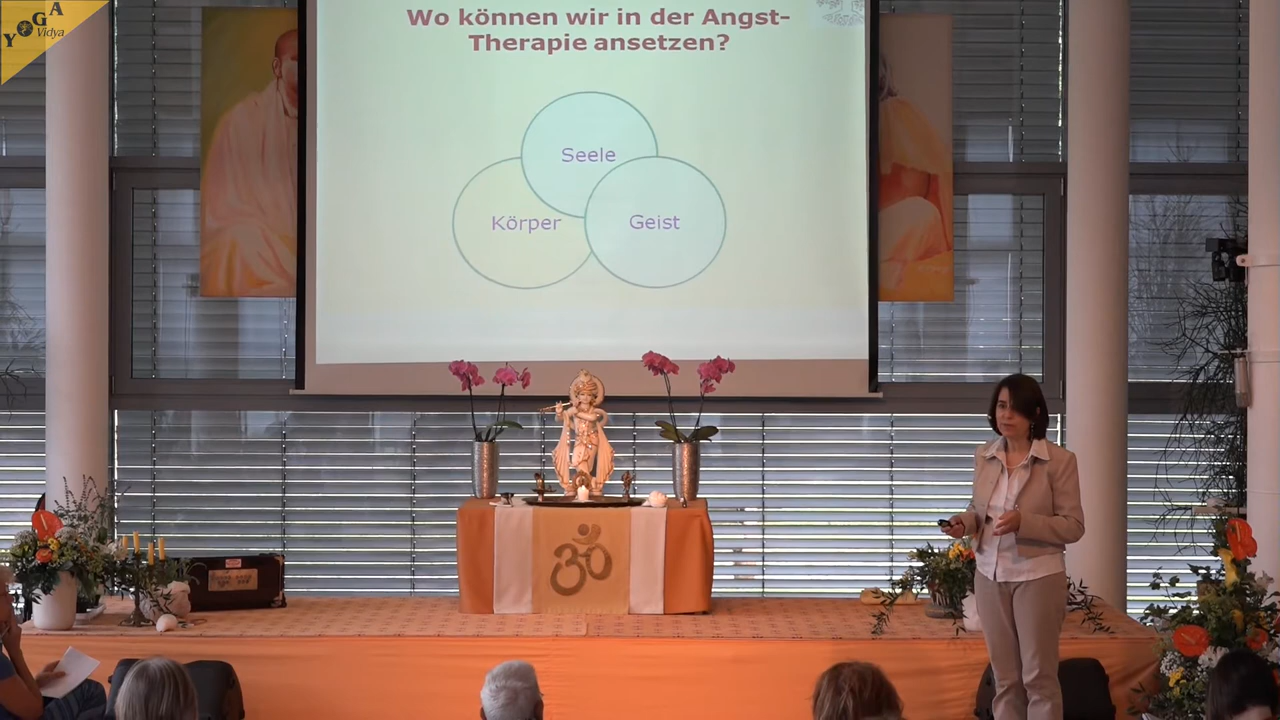 YOGA
Vidya
Wo können wir in der Angst-
Therapie ansetzen?
Seele
Körper
Geist
ॐ